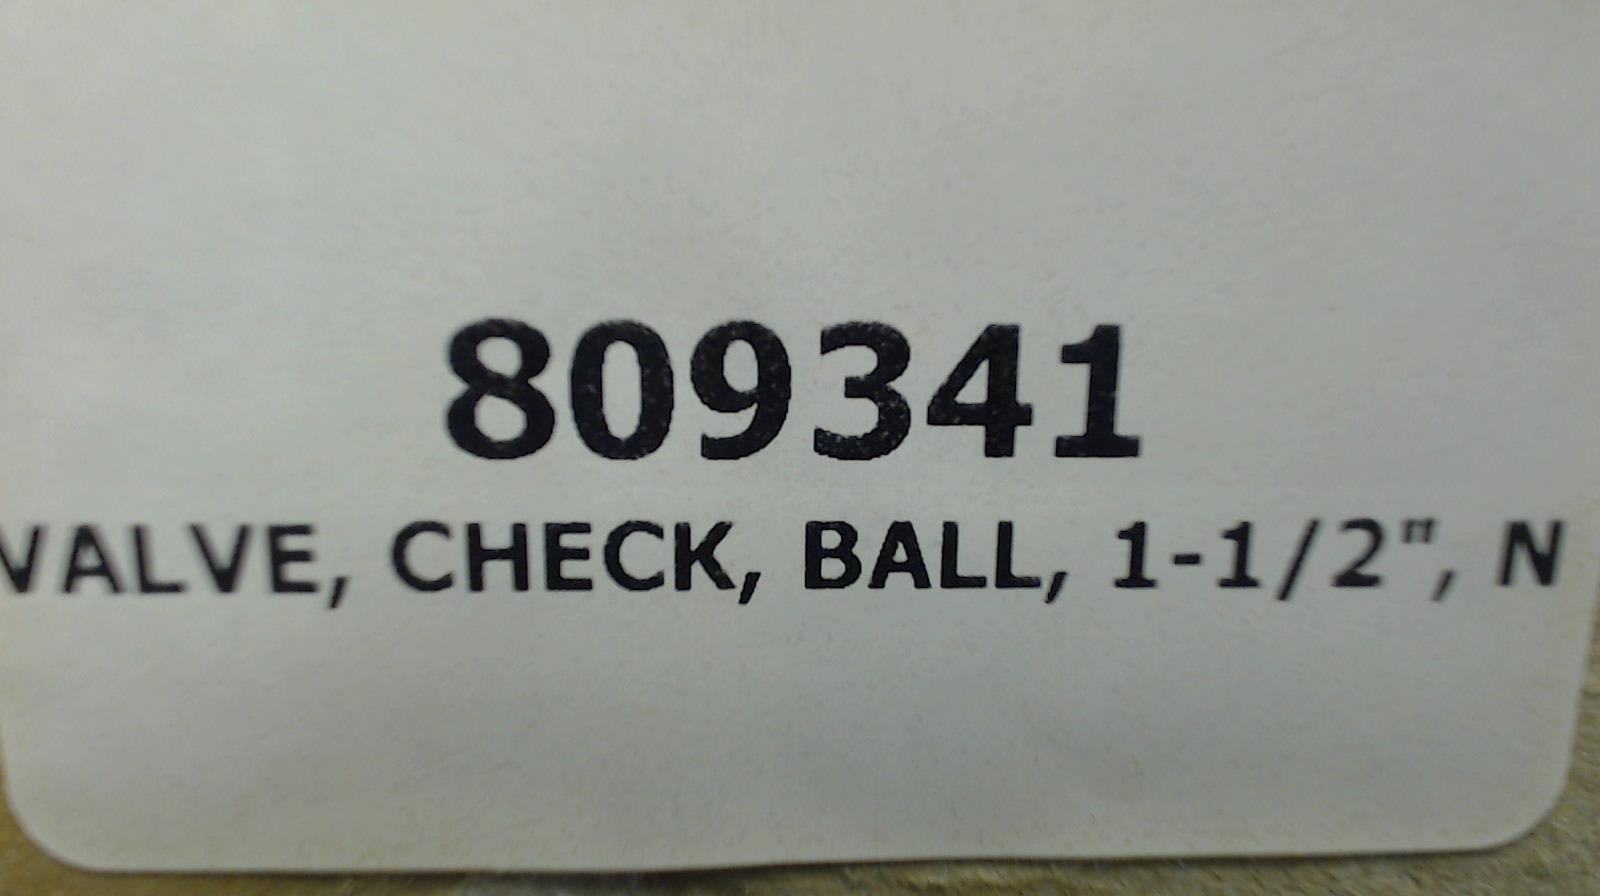 809341
VALVE, CHECK, BALL, 1-1/2", N